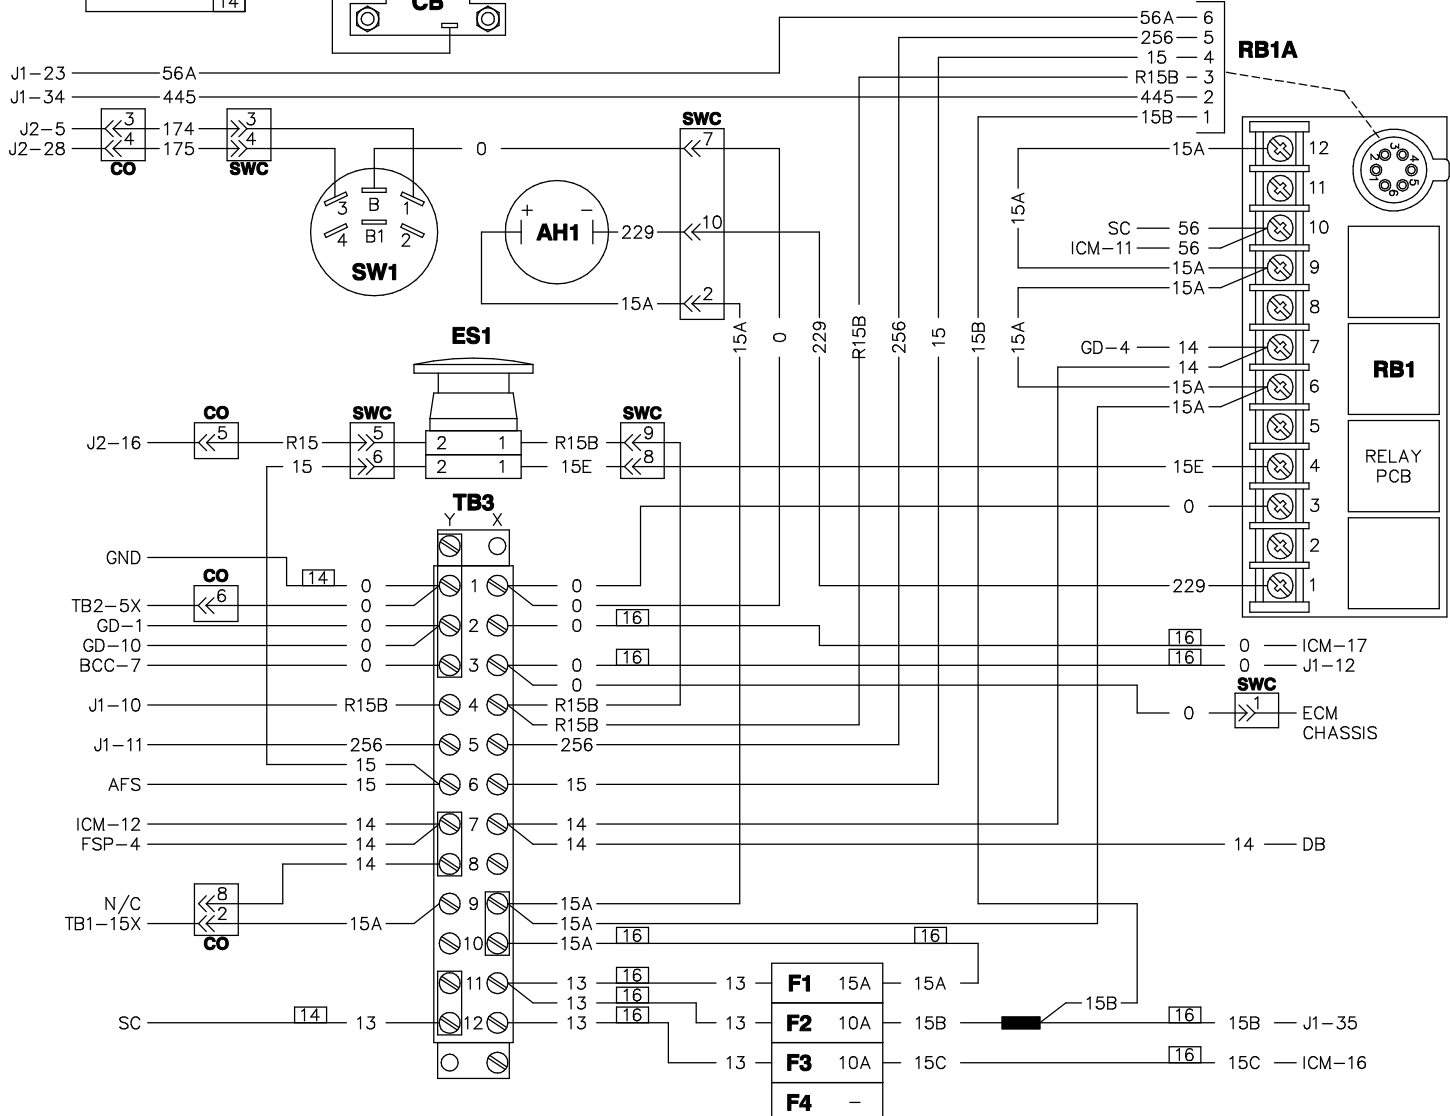 14
CB
56A 6
256 5
RB1A
15 4
J1-23 56A
R15B 3
J1-34 445
445 2
15B 1
J2-5 3 174 3
SWC
J2-28 4 175 4
CO SWC
0 7
15A 12
3 B 1
4 B1 2
SW1
+ −
AH1 229 10
15A 2
15A
11
SC 56 10
ICM-11 56
15A 9
15A
8
1 2 3 4 5 6
15A 0 229 R15B 256 15 15B 15A
GD-4 14 7
14
15A 6
15A
RB1
5
RELAY
PCB
ES1
CO SWC SWC
J2-16 5 R15 5 2 1 R15B 9
15 6 2 1 15E 8 15E 4
TB3
Y X
0 3
2
GND
CO
14 0 1 0 229 1
TB2-5X 6 0 0
GD-1 0 2 0 16
GD-10 0 16 0 ICM-17
BCC-7 0 3 0 16 16 0 J1-12
0
SWC
J1-10 R15B 4 R15B
0 1 ECM
CHASSIS
R15B
J1-11 256 5 256
15
AFS 15 6 15
ICM-12 14 7 14
FSP-4 14 14 14 DB
14 8
N/C 8 9 15A
TB1-15X 2 15A 15A
CO
10 15A 16 16
11 13 16 13 F1 15A 15A
13 16 15B
SC 14 13 12 13 16 13 F2 10A 15B 16 15B J1-35
13 F3 10A 15C 16 15C ICM-16
F4 −